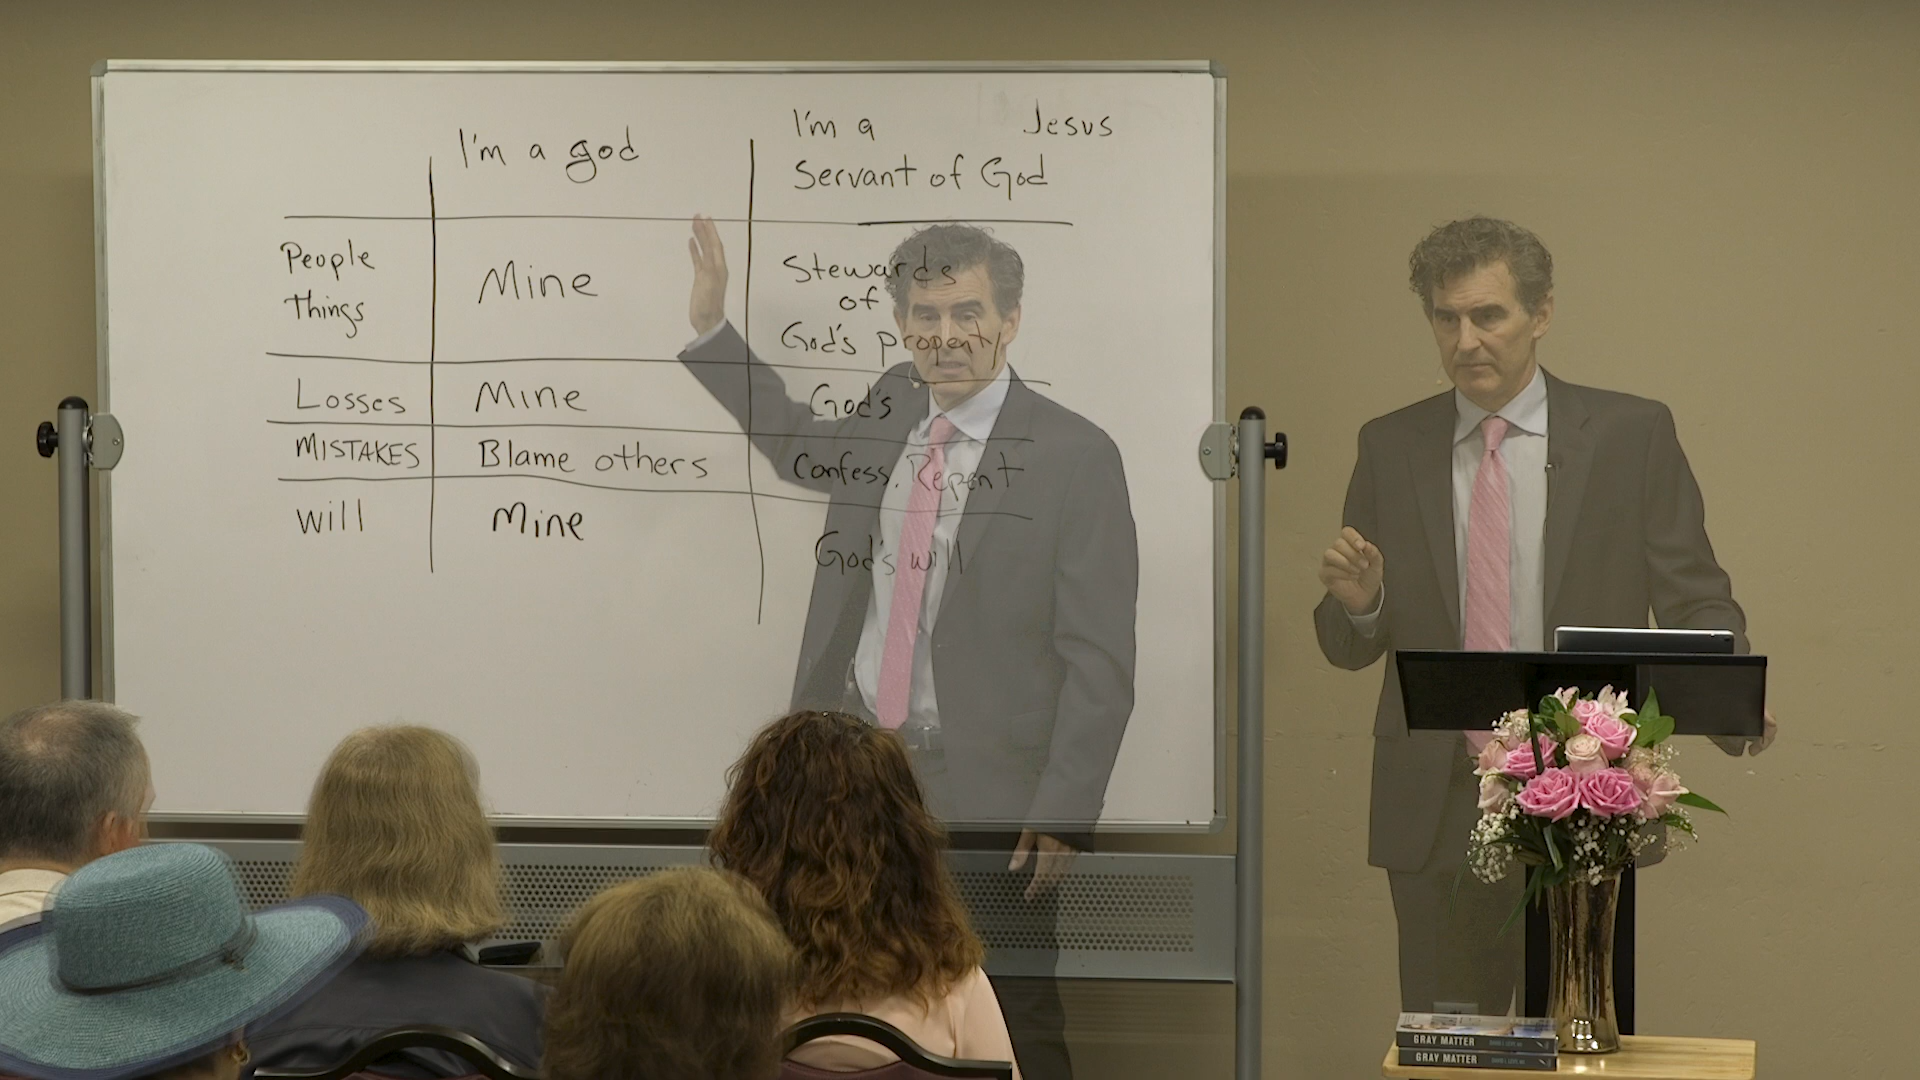 I'm a god
I'm a
Servant of God
Jesus
People
Things
Mine
Stewards
of
God's property
Losses
Mine
God's
MISTAKES
Blame others
Confess. Repent
Will
Mine
God's will
GRAY MATTER
GRAY MATTER